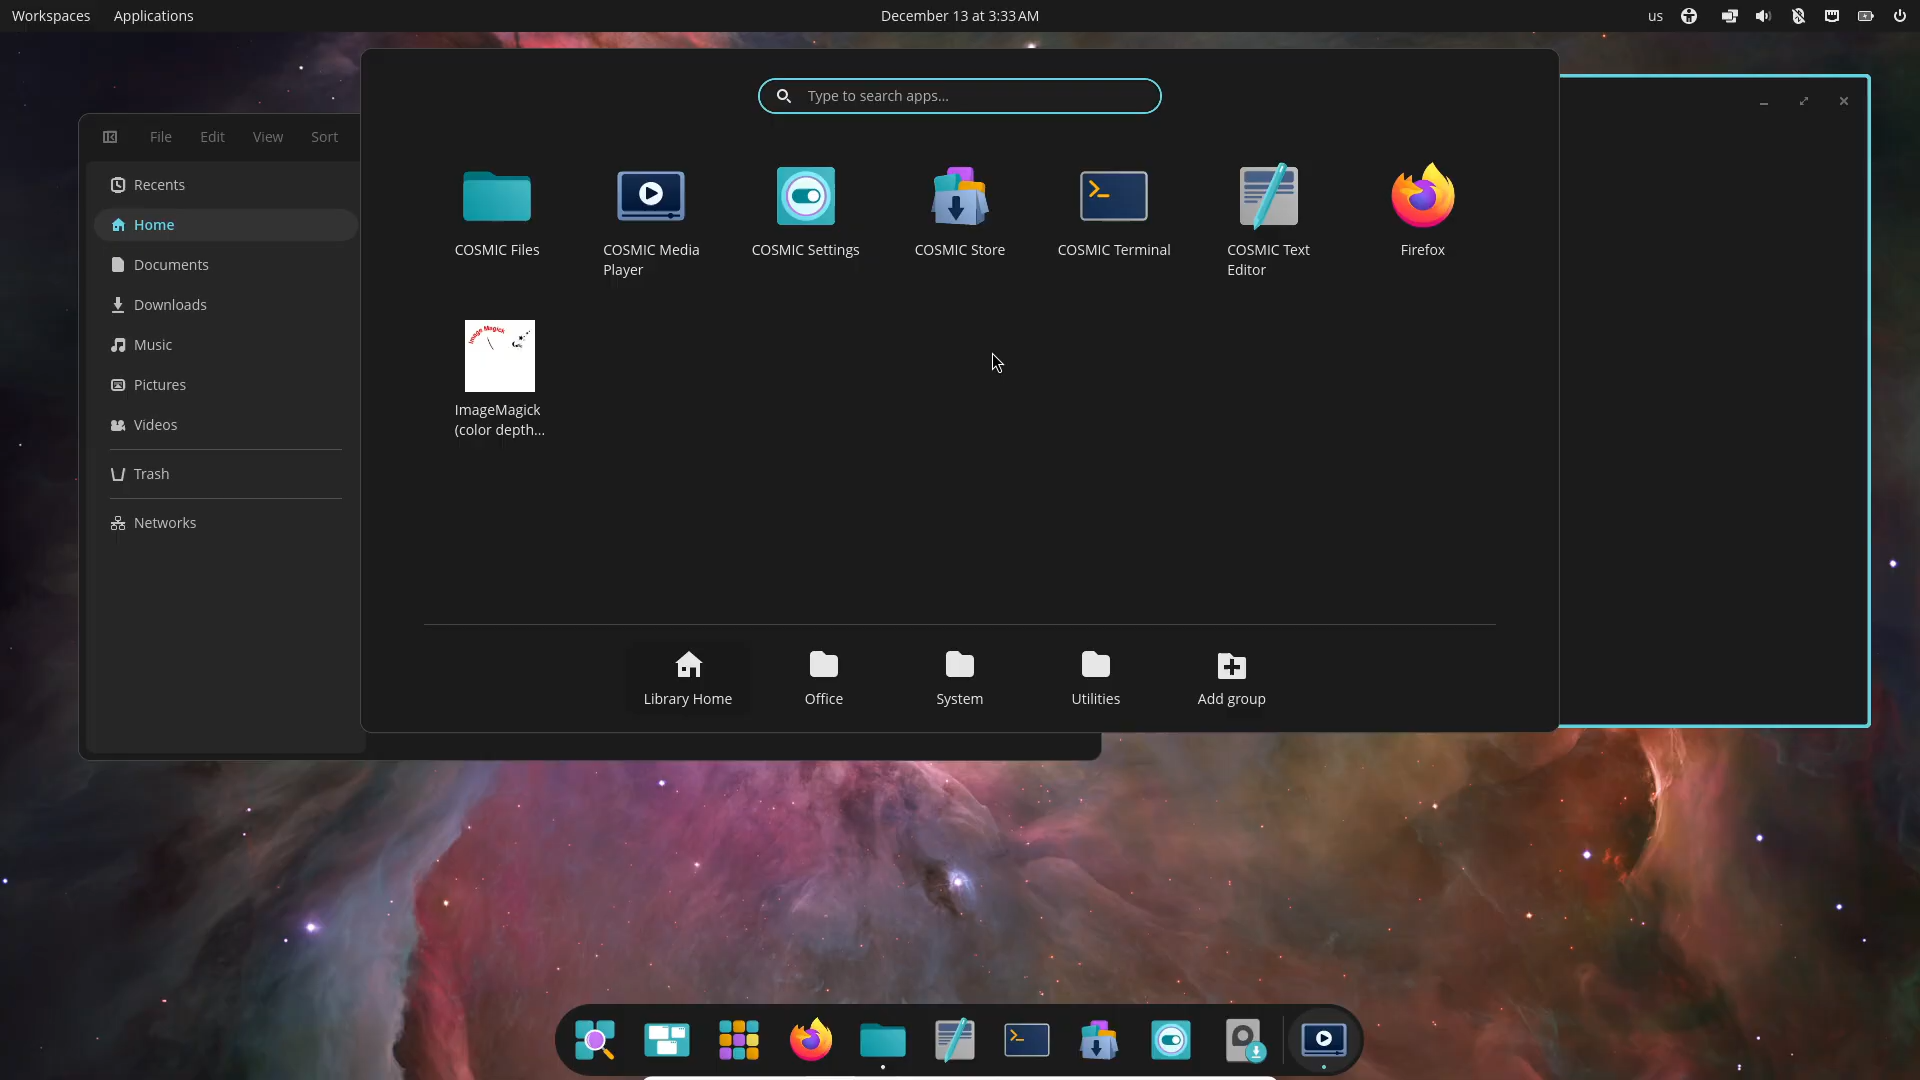 Workspaces Applications December 13 at 3:33 AM us
Type to search apps...
File Edit View Sort
Recents
Home
Documents
Downloads
Music
Pictures
Videos
Trash
Networks
COSMIC Files
COSMIC Media
Player
COSMIC Settings
COSMIC Store
COSMIC Terminal
COSMIC Text
Editor
Firefox
Image Magick
ImageMagick
(color depth...
Library Home
Office
System
Utilities
Add group